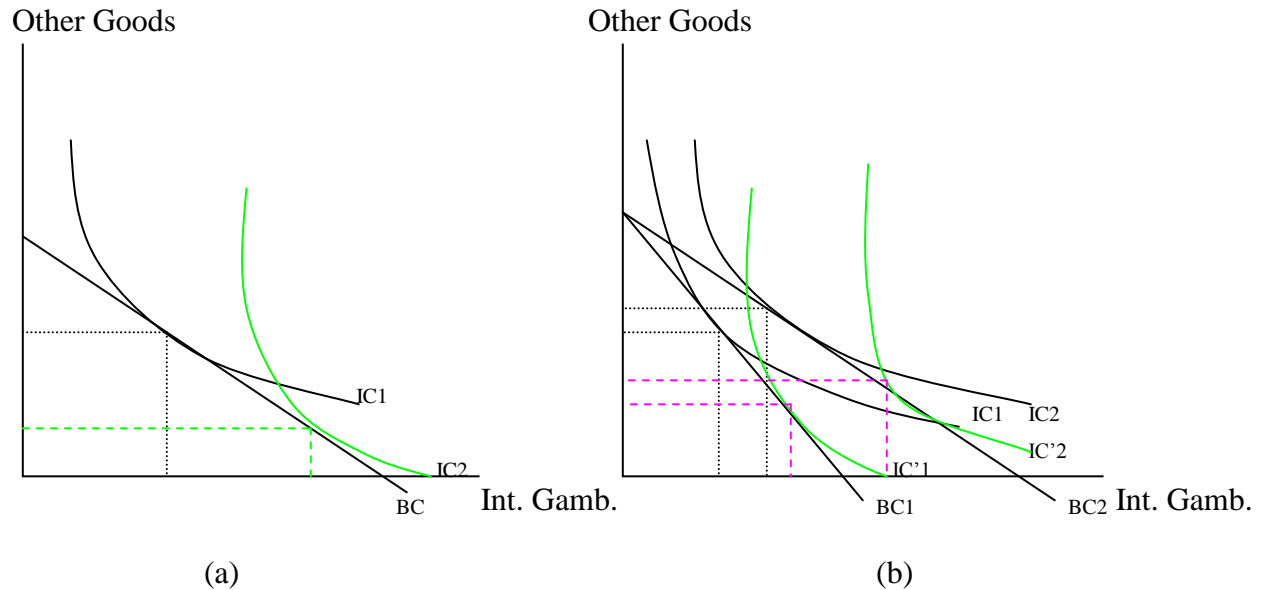 Other Goods
Other Goods
IC1
IC2
BC
Int. Gamb.
IC1
IC2
IC’2
IC’1
BC1
BC2
Int. Gamb.
(a)
(b)